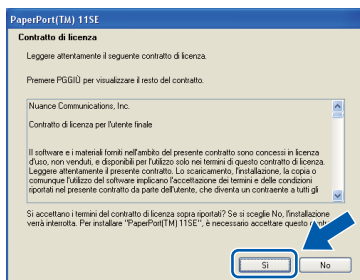 PaperPort(TM) 11SE
Contratto di licenza
Leggere attentamente il seguente contratto di licenza.
Premere PGGIÙ per visualizzare il resto del contratto.
Nuance Communications, Inc.
Contratto di licenza per l'utente finale
Il software e i materiali forniti nell'ambito del presente contratto sono concessi in licenza
d'uso, non venduti, e disponibili per l'utilizzo solo nei termini di questo contratto di licenza.
Leggere attentamente il presente contratto. Lo scaricamento, l'installazione, la copia o
comunque l'utilizzo del software implicano l'accettazione dei termini e delle condizioni
riportati nel presente contratto da parte dell'utente, che diventa un contraente a tutti gli
Si accettano i termini del contratto di licenza sopra riportati? Se si sceglie No, l'installazione
verrà interrotta. Per installare "PaperPort(TM) 11SE", è necessario accettare questo
Sì
No